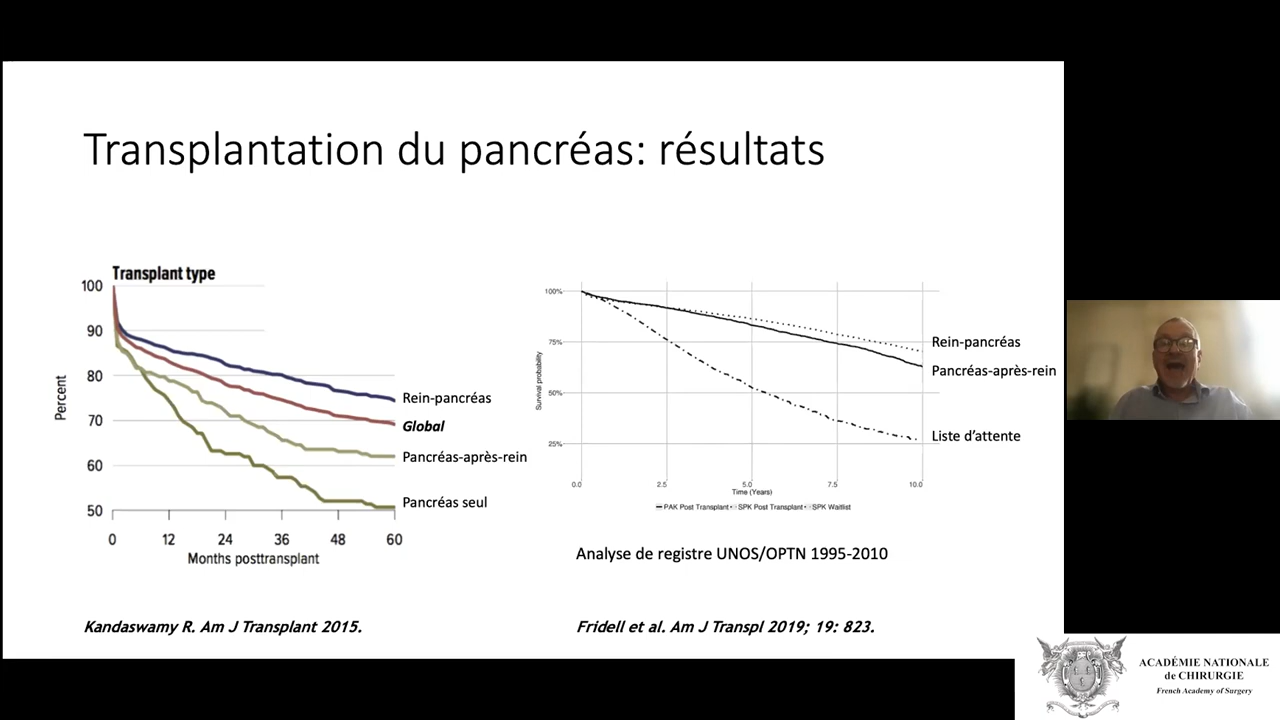 Transplantation du pancréas: résultats
Transplant type
100
90
80
70
60
50
Percent
0 12 24 36 48 60
Months posttransplant
Rein-pancréas
Global
Pancréas-après-rein
Pancréas seul
Kandaswamy R. Am J Transplant 2015.
100%
75%
50%
25%
Survival probability
0.0 2.5 5.0 7.5 10.0
Time (Years)
PAK Post Transplant SPK Post Transplant SPK Waitlist
Rein-pancréas
Pancréas-après-rein
Liste d'attente
Analyse de registre UNOS/OPTN 1995-2010
Fridell et al. Am J Transpl 2019; 19: 823.
ACADÉMIE NATIONALE
de CHIRURGIE
French Academy of Surgery